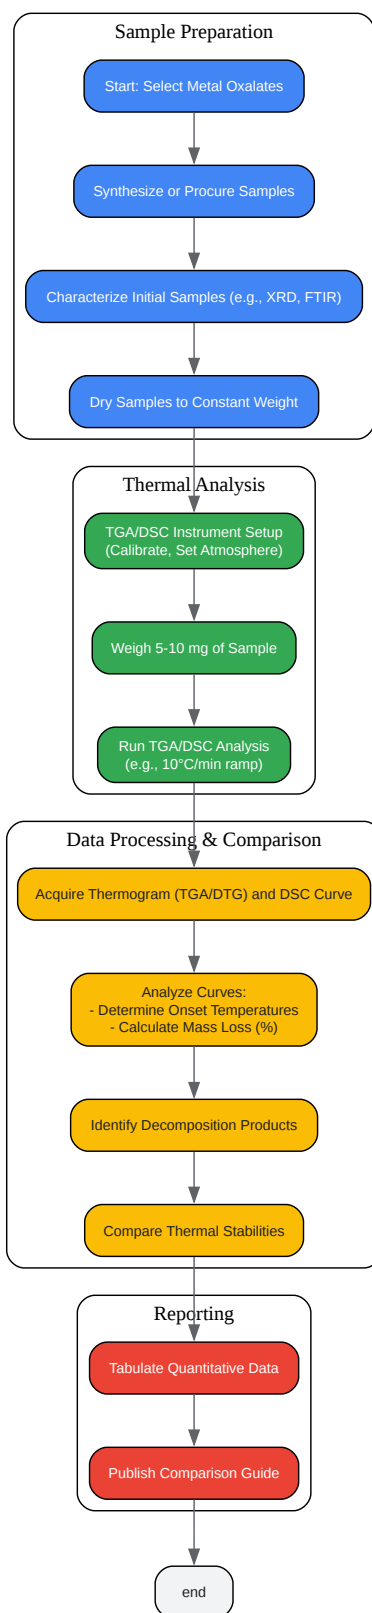 Sample Preparation
Start: Select Metal Oxalates
Synthesize or Procure Samples
Characterize Initial Samples (e.g., XRD, FTIR)
Dry Samples to Constant Weight
Thermal Analysis
TGA/DSC Instrument Setup
(Calibrate, Set Atmosphere)
Weigh 5-10 mg of Sample
Run TGA/DSC Analysis
(e.g., 10°C/min ramp)
Data Processing & Comparison
Acquire Thermogram (TGA/DTG) and DSC Curve
Analyze Curves:
- Determine Onset Temperatures
- Calculate Mass Loss (%)
Identify Decomposition Products
Compare Thermal Stabilities
Reporting
Tabulate Quantitative Data
Publish Comparison Guide
end